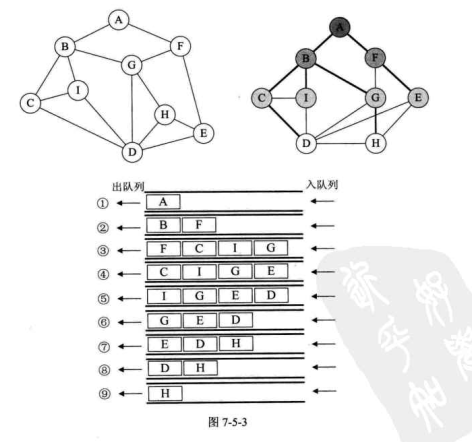 A
B F
G
I
C
H
E
D
A
B F
C I G E
D H
出队列 入队列
① A
② B F
③ F C I G
④ C I G E
⑤ I G E D
⑥ G E D
⑦ E D H
⑧ D H
⑨ H
图 7-5-3